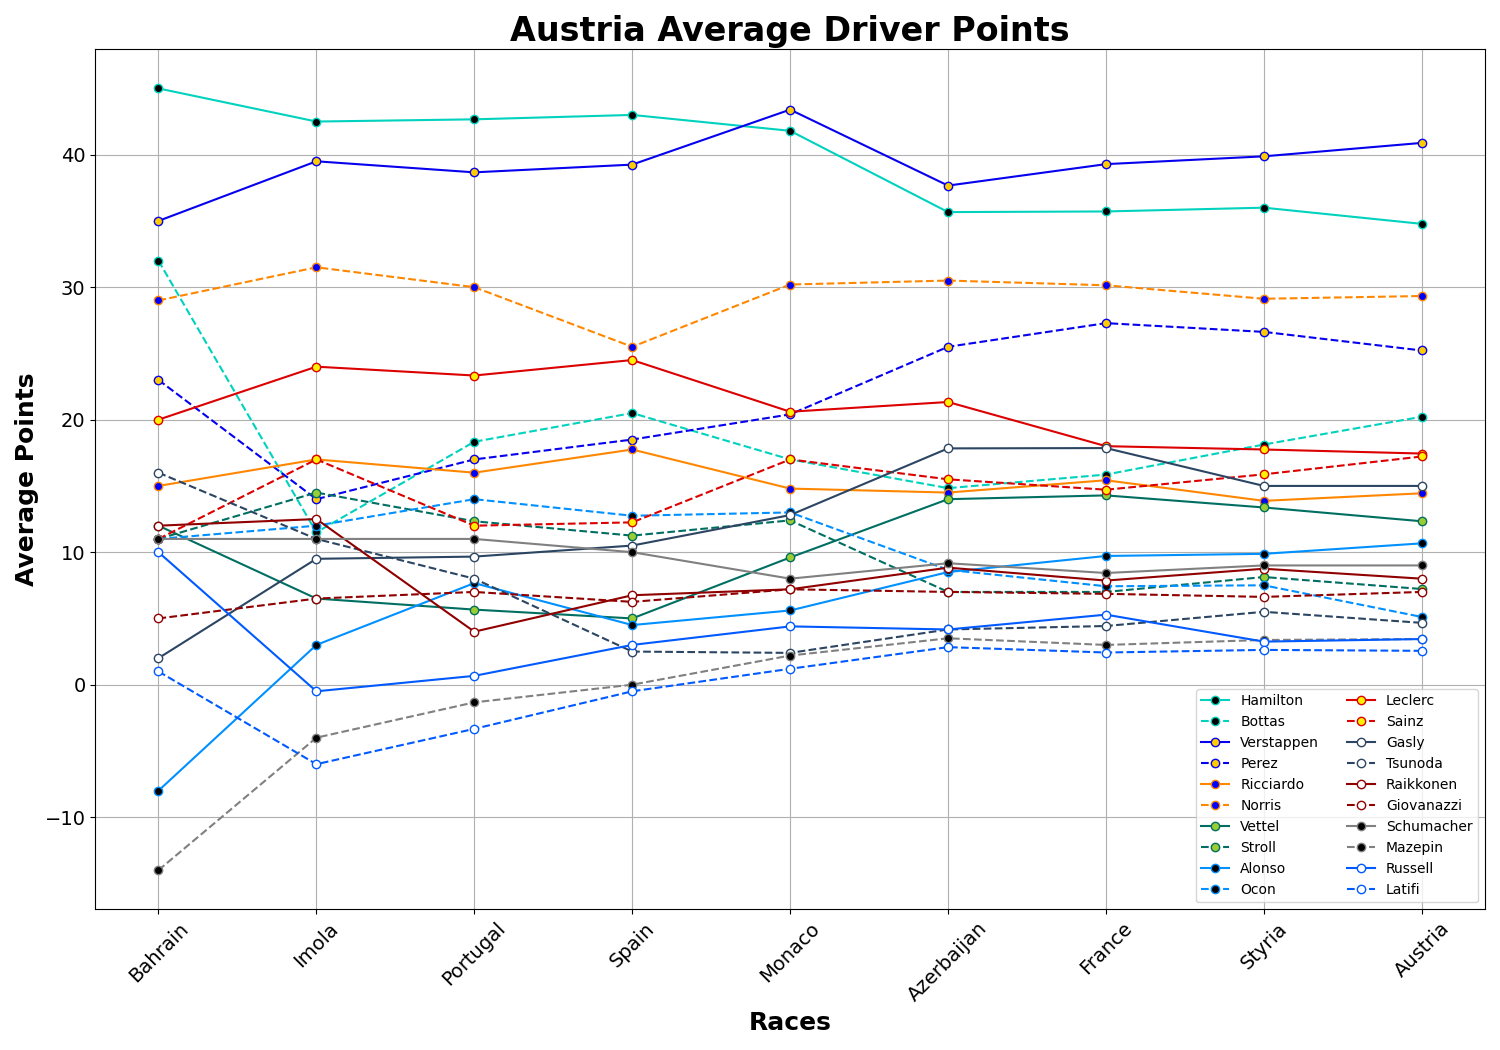 Austria Average Driver Points
Average Points
40
30
20
10
0
−10
Hamilton
Bottas
Verstappen
Perez
Ricciardo
Norris
Vettel
Stroll
Alonso
Ocon
Leclerc
Sainz
Gasly
Tsunoda
Raikkonen
Giovanazzi
Schumacher
Mazepin
Russell
Latifi
Bahrain
Imola
Portugal
Spain
Monaco
Azerbaijan
France
Styria
Austria
Races